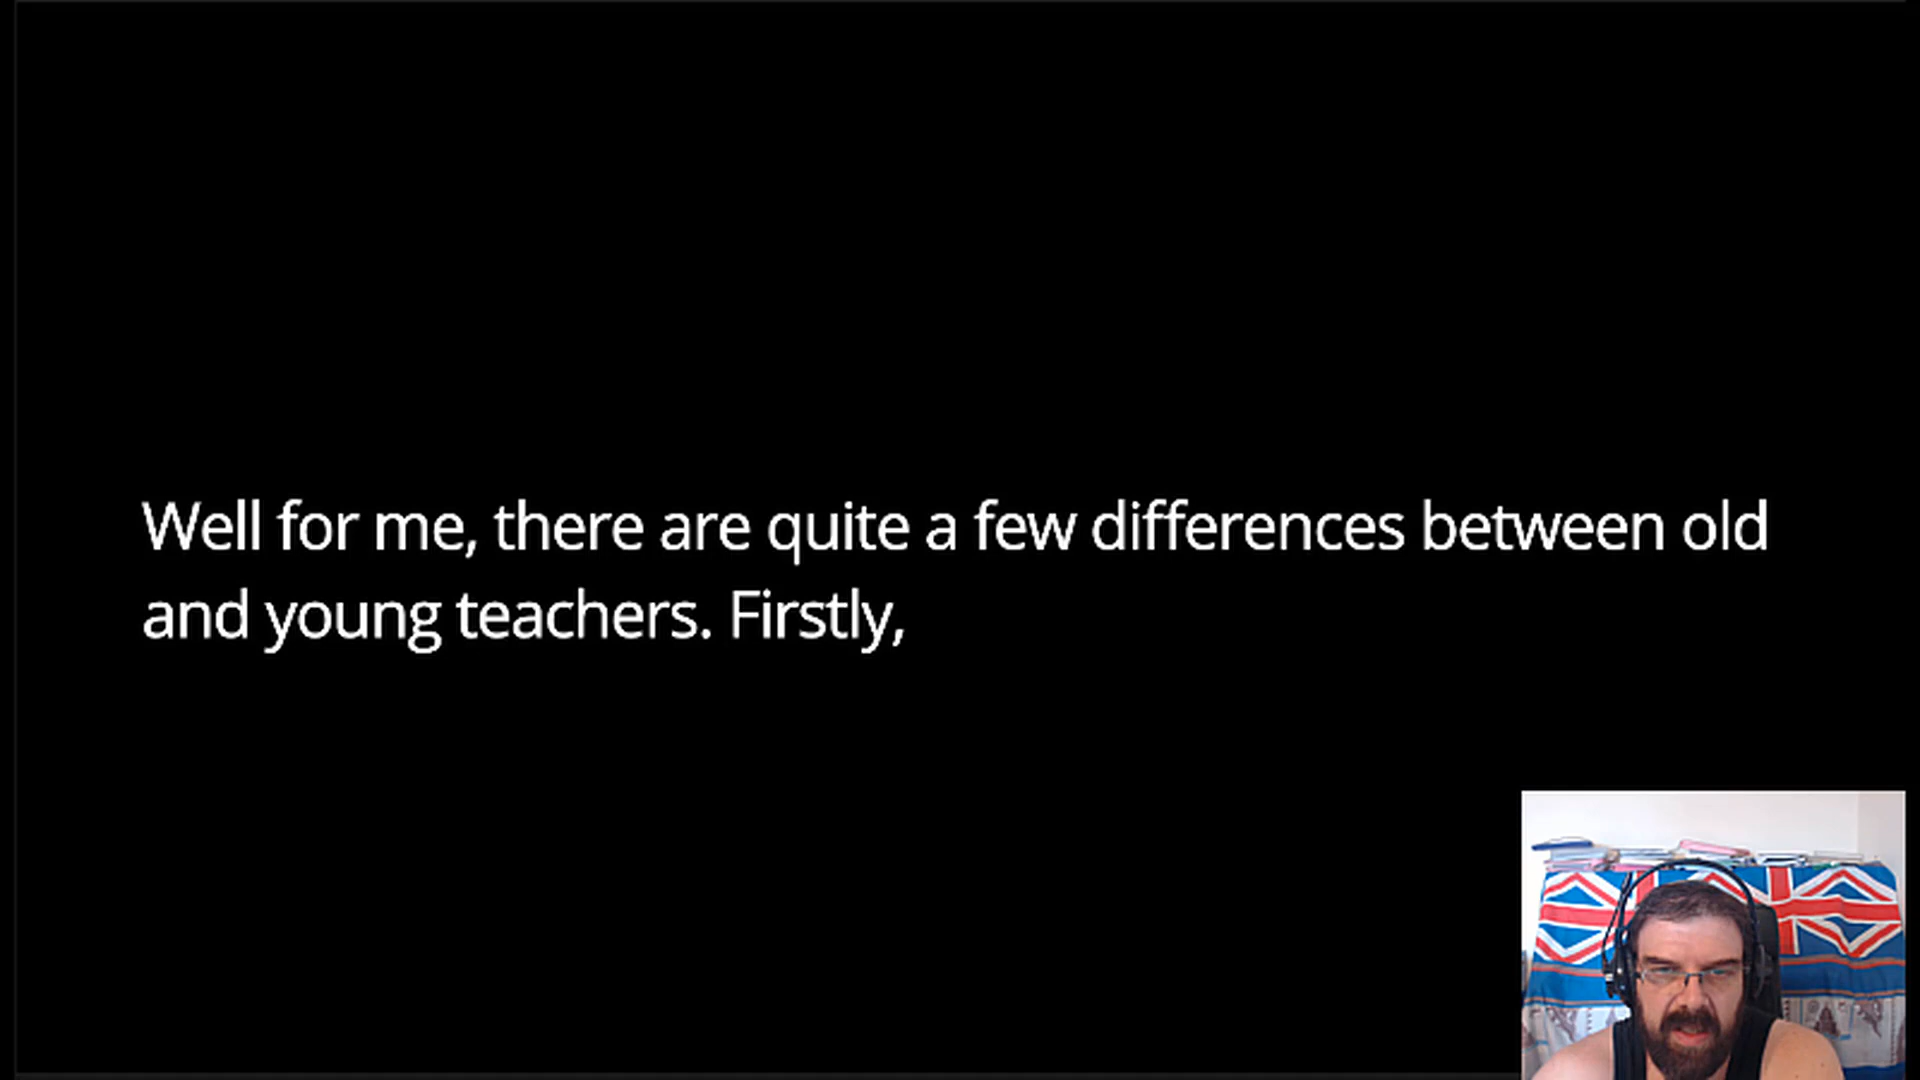 Well for me, there are quite a few differences between old
and young teachers. Firstly,